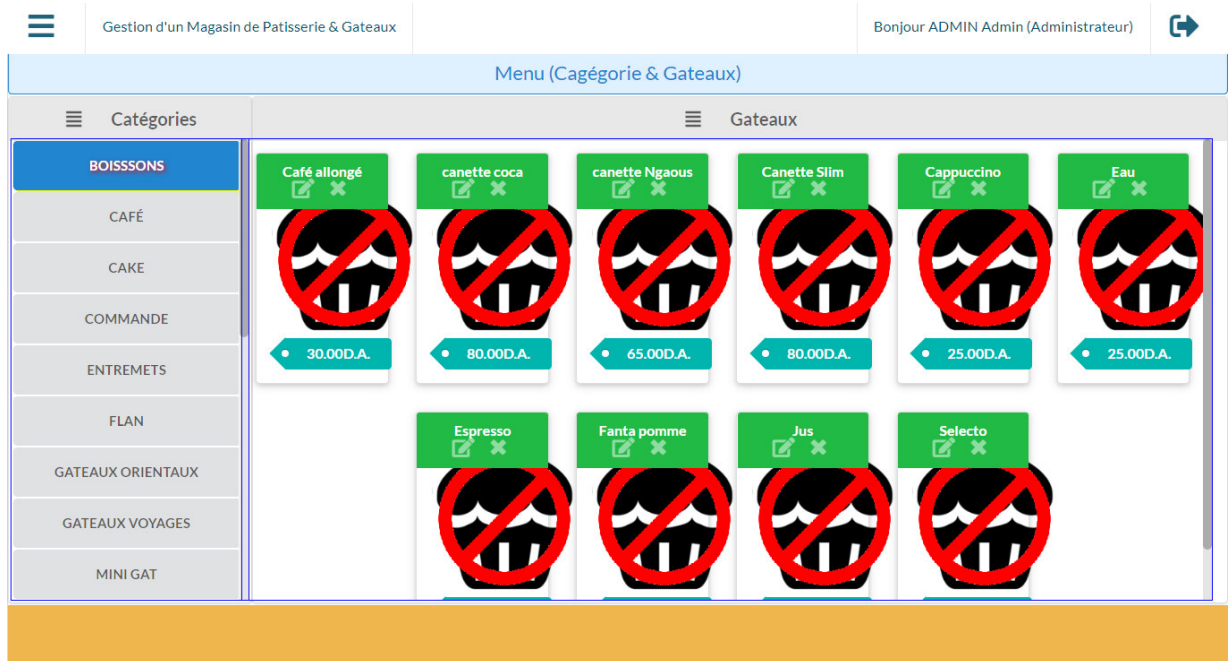 Gestion d'un Magasin de Patisserie & Gateaux
Bonjour ADMIN Admin (Administrateur)
Menu (Cagégorie & Gateaux)
Catégories
Gateaux
BOISSSONS
CAFÉ
CAKE
COMMANDE
ENTREMETS
FLAN
GATEAUX ORIENTAUX
GATEAUX VOYAGES
MINI GAT
Café allongé
canette coca
canette Ngaous
Canette Slim
Cappuccino
Eau
30.00D.A.
80.00D.A.
65.00D.A.
80.00D.A.
25.00D.A.
25.00D.A.
Espresso
Fanta pomme
Jus
Selecto